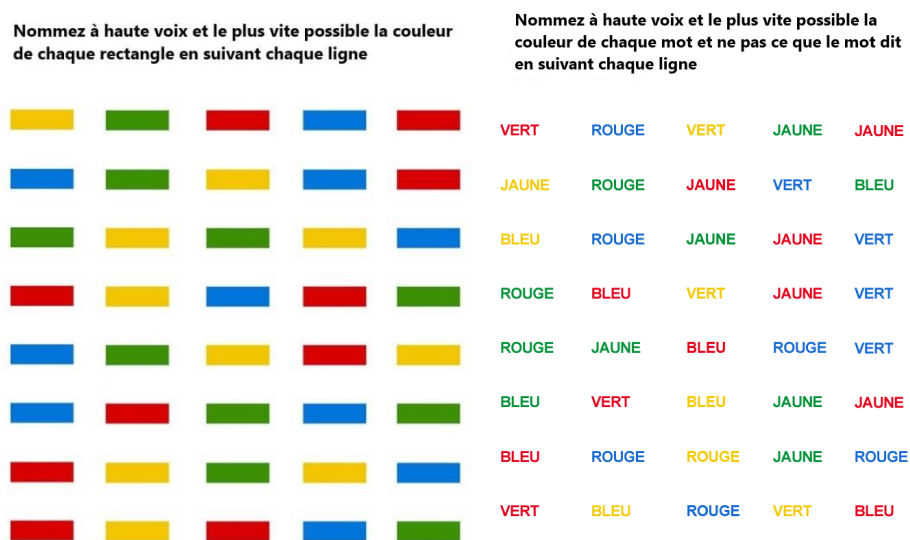 Nommez à haute voix et le plus vite possible la couleur
de chaque rectangle en suivant chaque ligne
Nommez à haute voix et le plus vite possible la
couleur de chaque mot et ne pas ce que le mot dit
en suivant chaque ligne
VERT ROUGE VERT JAUNE JAUNE
JAUNE ROUGE JAUNE VERT BLEU
BLEU ROUGE JAUNE JAUNE VERT
ROUGE BLEU VERT JAUNE VERT
ROUGE JAUNE BLEU ROUGE VERT
BLEU VERT BLEU JAUNE JAUNE
BLEU ROUGE ROUGE JAUNE ROUGE
VERT BLEU ROUGE VERT BLEU